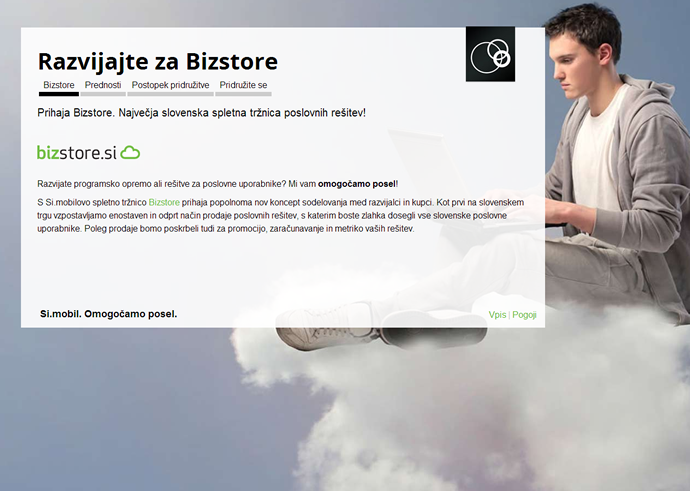 Razvijajte za Bizstore
Bizstore Prednosti Postopek pridružitve Pridružite se
Prihaja Bizstore. Največja slovenska spletna tržnica poslovnih rešitev!
bizstore.si
Razvijate programsko opremo ali rešitve za poslovne uporabnike? Mi vam omogočamo posel!
S Si.mobilovo spletno tržnico Bizstore prihaja popolnoma nov koncept sodelovanja med razvijalci in kupci. Kot prvi na slovenskem
trgu vzpostavljamo enostaven in odprt način prodaje poslovnih rešitev, s katerim boste zlahka dosegli vse slovenske poslovne
uporabnike. Poleg prodaje bomo poskrbeli tudi za promocijo, zaračunavanje in metriko vaših rešitev.
Si.mobil. Omogočamo posel.
Vpis | Pogoji